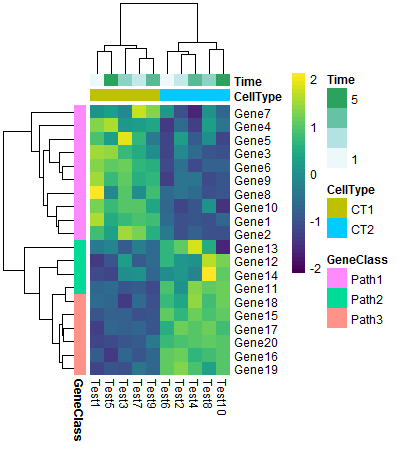 Time
CellType
Gene7
Gene4
Gene5
Gene3
Gene6
Gene9
Gene8
Gene10
Gene1
Gene2
Gene13
Gene12
Gene14
Gene11
Gene18
Gene15
Gene17
Gene20
Gene16
Gene19
GeneClass
Test1
Test5
Test3
Test7
Test9
Test6
Test2
Test4
Test8
Test10
2
1
0
-1
-2
Time
5
1
CellType
CT1
CT2
GeneClass
Path1
Path2
Path3